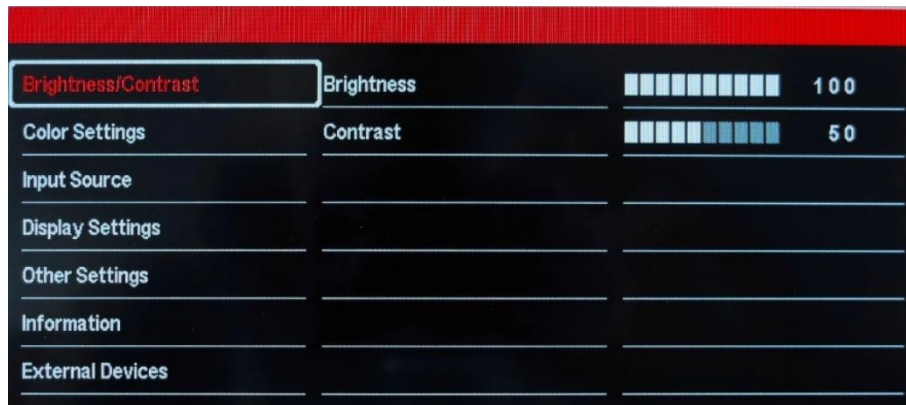 Brightness/Contrast Brightness 100
Color Settings Contrast 50
Input Source
Display Settings
Other Settings
Information
External Devices